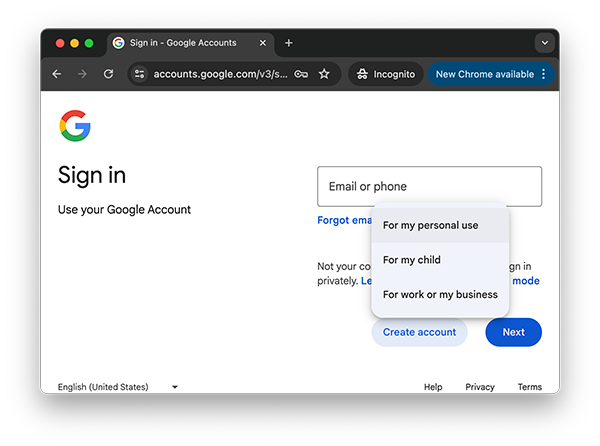 Sign in - Google Accounts
accounts.google.com/v3/s...
Incognito
New Chrome available
Sign in
Use your Google Account
Email or phone
Forgot ema
For my personal use
For my child
For work or my business
Not your co
gn in
privately. Le
mode
Create account
Next
English (United States)
Help
Privacy
Terms